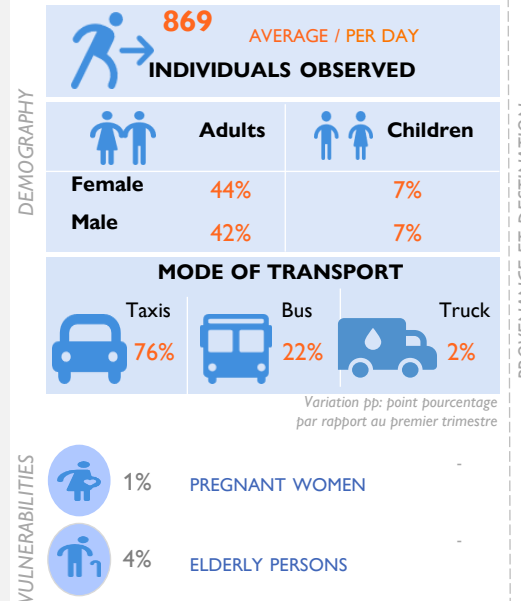 869 AVERAGE / PER DAY
INDIVIDUALS OBSERVED
DEMOGRAPHY
Adults Children
Female 44% 7%
Male 42% 7%
MODE OF TRANSPORT
Taxis Bus Truck
76% 22% 2%
Variation pp: point pourcentage
par rapport au premier trimestre
VULNERABILITIES
1% PREGNANT WOMEN -
4% ELDERLY PERSONS -